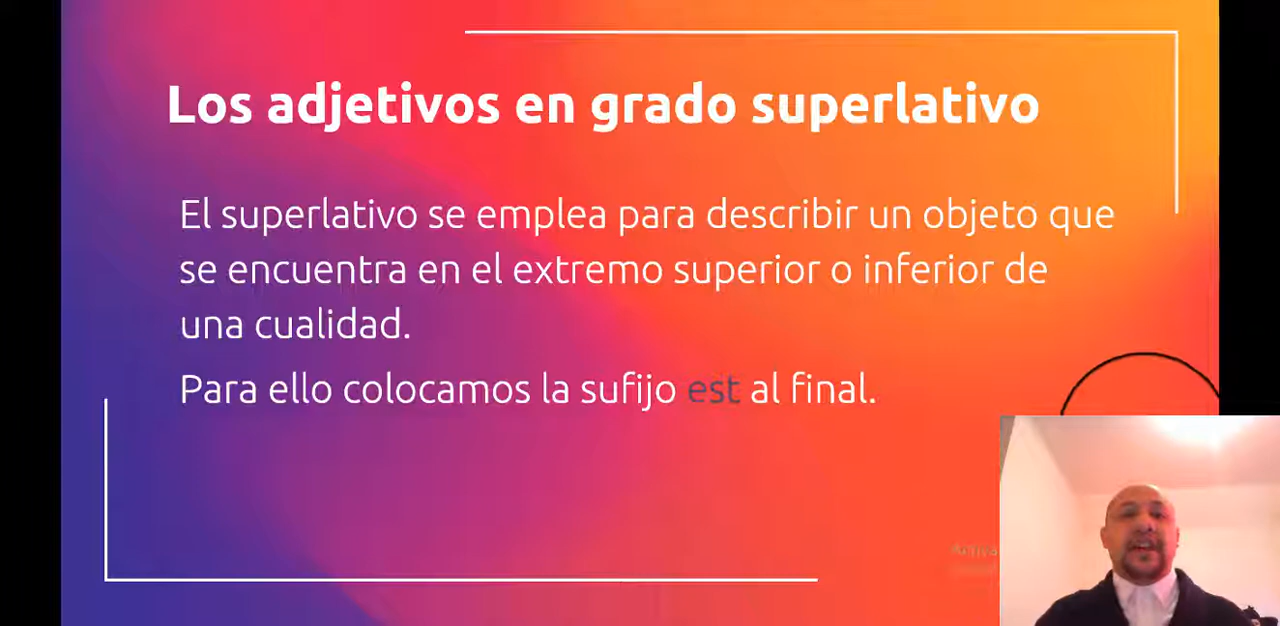 Los adjetivos en grado superlativo
El superlativo se emplea para describir un objeto que
se encuentra en el extremo superior o inferior de
una cualidad.
Para ello colocamos la sufijo est al final.